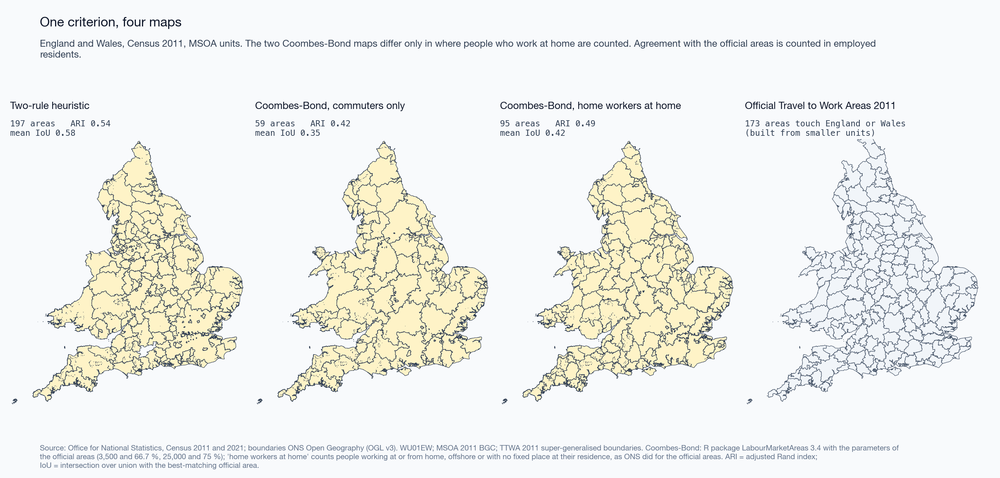 One criterion, four maps
England and Wales, Census 2011, MSOA units. The two Coombes-Bond maps differ only in where people who work at home are counted. Agreement with the official areas is counted in employed
residents.
Two-rule heuristic
197 areas   ARI 0.54
mean IoU 0.58
Coombes-Bond, commuters only
59 areas   ARI 0.42
mean IoU 0.35
Coombes-Bond, home workers at home
95 areas   ARI 0.49
mean IoU 0.42
Official Travel to Work Areas 2011
173 areas touch England or Wales
(built from smaller units)
Source: Office for National Statistics, Census 2011 and 2021; boundaries ONS Open Geography (OGL v3). WU01EW; MSOA 2011 BGC; TTWA 2011 super-generalised boundaries. Coombes-Bond: R package LabourMarketAreas 3.4 with the parameters of
the official areas (3,500 and 66.7 %, 25,000 and 75 %); 'home workers at home' counts people working at or from home, offshore or with no fixed place at their residence, as ONS did for the official areas. ARI = adjusted Rand index;
IoU = intersection over union with the best-matching official area.